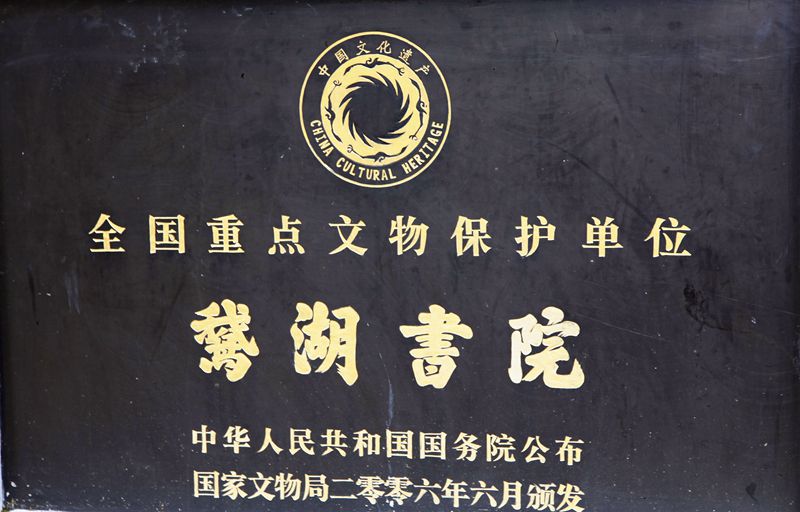 中国文化遗产
CHINA CULTURAL HERITAGE
全国重点文物保护单位
鹅湖書院
中华人民共和国国务院公布
国家文物局二零零六年六月颁发